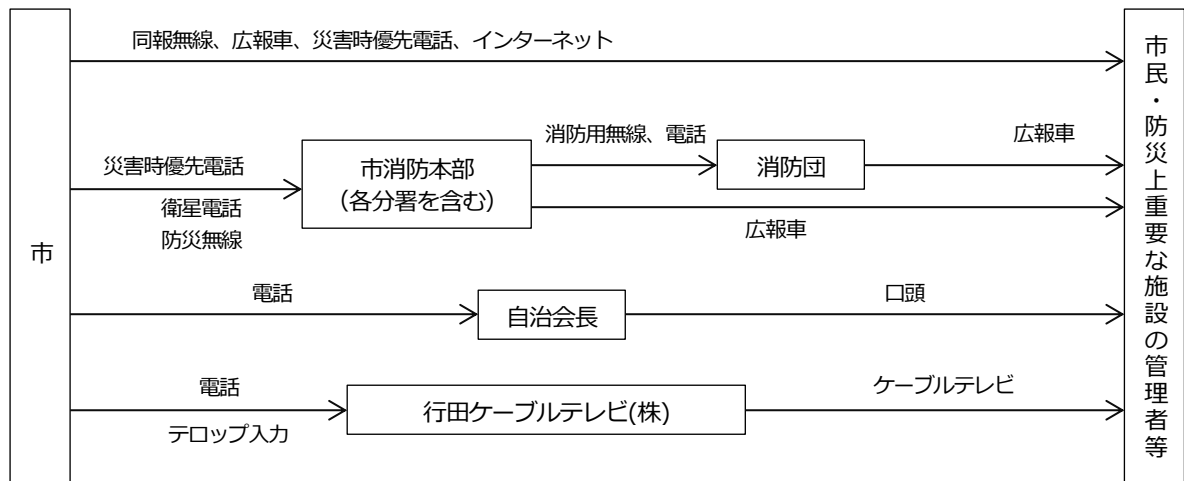 同報無線、広報車、災害時優先電話、インターネット
市
災害時優先電話
衛星電話
防災無線
市消防本部
（各分署を含む）
消防用無線、電話
消防団
広報車
広報車
電話
自治会長
口頭
電話
テロップ入力
行田ケーブルテレビ(株)
ケーブルテレビ
市民・防災上重要な施設の管理者等